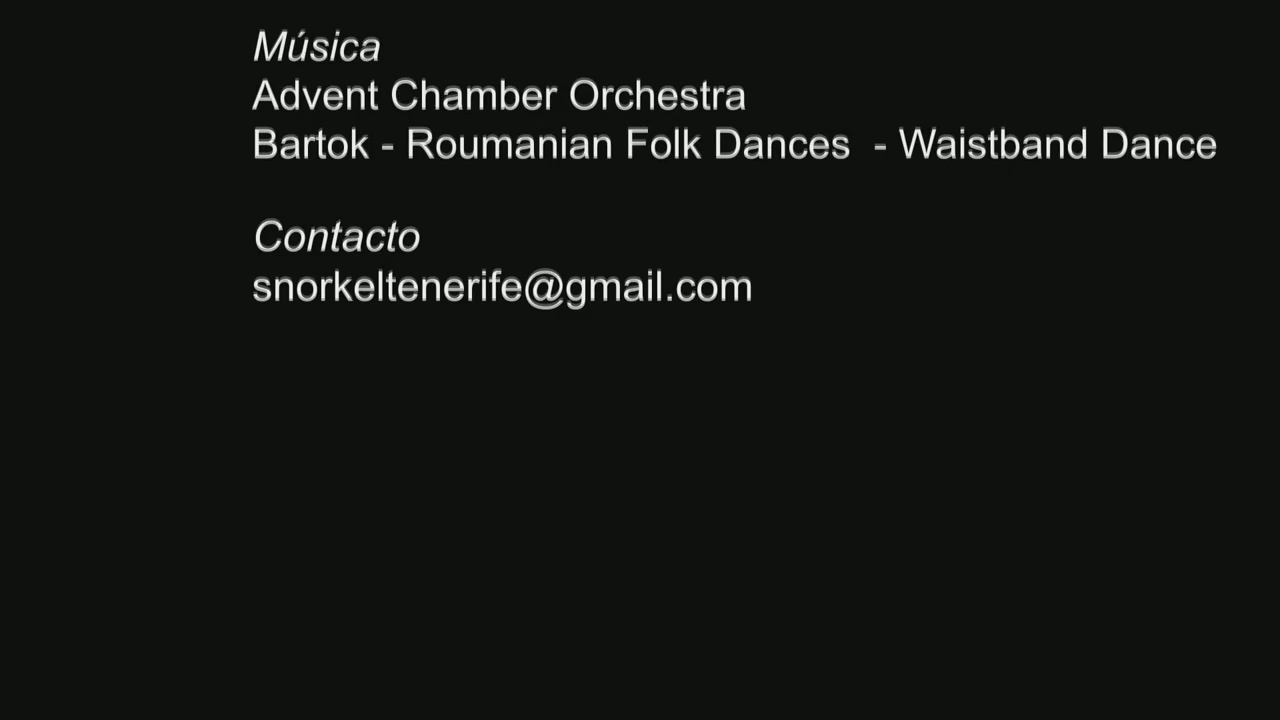 Música
Advent Chamber Orchestra
Bartok - Roumanian Folk Dances  - Waistband Dance
Contacto
snorkeltenerife@gmail.com